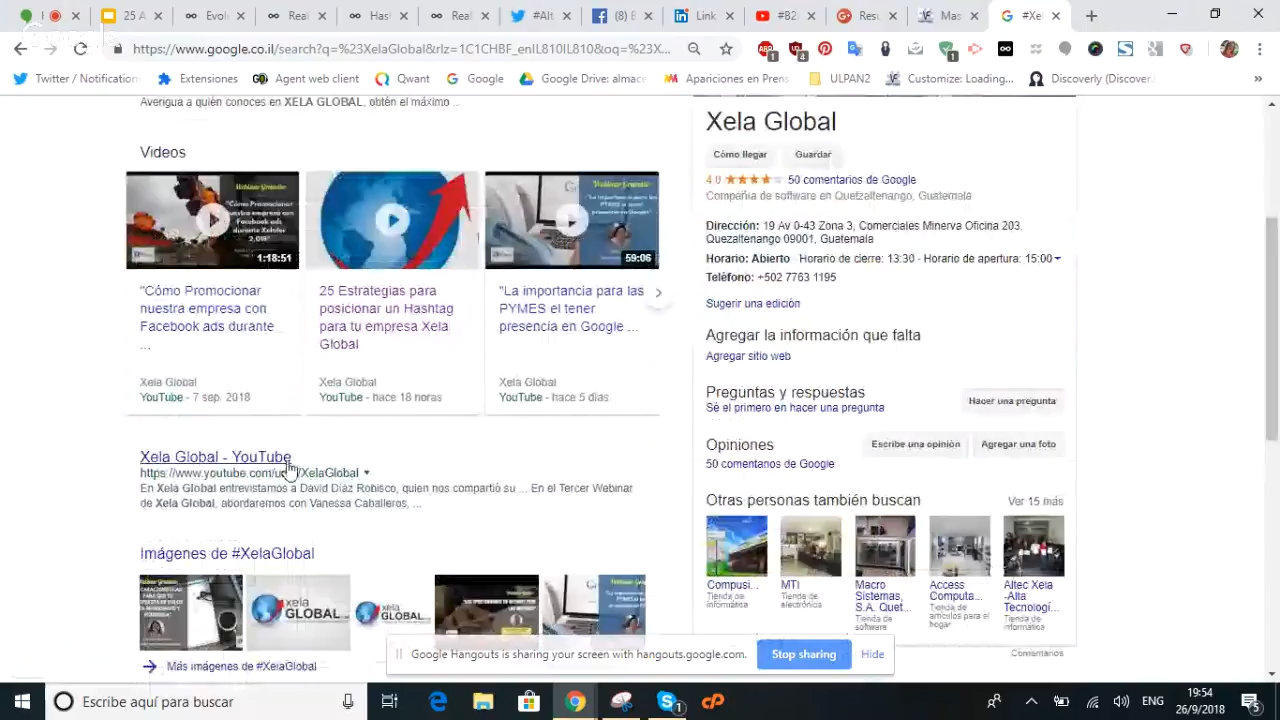 25 A
Evol
Rea
Has
Re
#Alt
(8) B
Link
#B2
Resu
Mas
#Xel
https://www.google.co.il/search?q=%23XelaGlobal&rlz=1C1CHBF_enIL810IL810&oq=%23X...
Twitter / Notification
Extensiones
Agent web client
Qwant
Google
Google Drive: almace
Apariciones en Prens
ULPAN2
Customize: Loading...
Discoverly (Discover
»
Averigua a quién conoces en XELA GLOBAL, obtén el máximo ...
Videos
1:18:51
59:06
"Cómo Promocionar
nuestra empresa con
Facebook ads durante
...
Xela Global
YouTube - 7 sep. 2018
25 Estrategias para
posicionar un Hashtag
para tu empresa Xela
Global
Xela Global
YouTube - hace 18 horas
"La importancia para las
PYMES el tener
presencia en Google ...
Xela Global
YouTube - hace 5 días
Xela Global - YouTube
https://www.youtube.com/us /XelaGlobal
En Xela Global entrevistamos a David Díaz Robisco, quien nos compartió su ... En el Tercer Webinar
de Xela Global, abordaremos con Vanesa Caballeros, ...
Imágenes de #XelaGlobal
xela
GLOBAL
xela
GLOBAL
Más imágenes de #XelaGlobal
Xela Global
Cómo llegar
Guardar
4.0 50 comentarios de Google
Compañía de software en Quetzaltenango, Guatemala
Dirección: 19 Av 0-43 Zona 3, Comerciales Minerva Oficina 203.
Quezaltenango 09001, Guatemala
Horario: Abierto · Horario de cierre: 13:30 · Horario de apertura: 15:00
Teléfono: +502 7763 1195
Sugerir una edición
Agregar la información que falta
Agregar sitio web
Preguntas y respuestas
Sé el primero en hacer una pregunta
Hacer una pregunta
Opiniones
50 comentarios de Google
Escribe una opinión
Agregar una foto
Otras personas también buscan
Ver 15 más
Compusi...
Tienda de
informática
MTI
Tienda de
electrónica
Macro
Sistemas,
S.A. Quet...
Tienda de
software
Access
Computa...
Tienda de
artículos para el
hogar
Altec Xela
-Alta
Tecnologí...
Tienda de
informática
Comentarios
Google Hangouts is sharing your screen with hangouts.google.com.
Stop sharing
Hide
Escribe aquí para buscar
ENG
19:54
26/9/2018